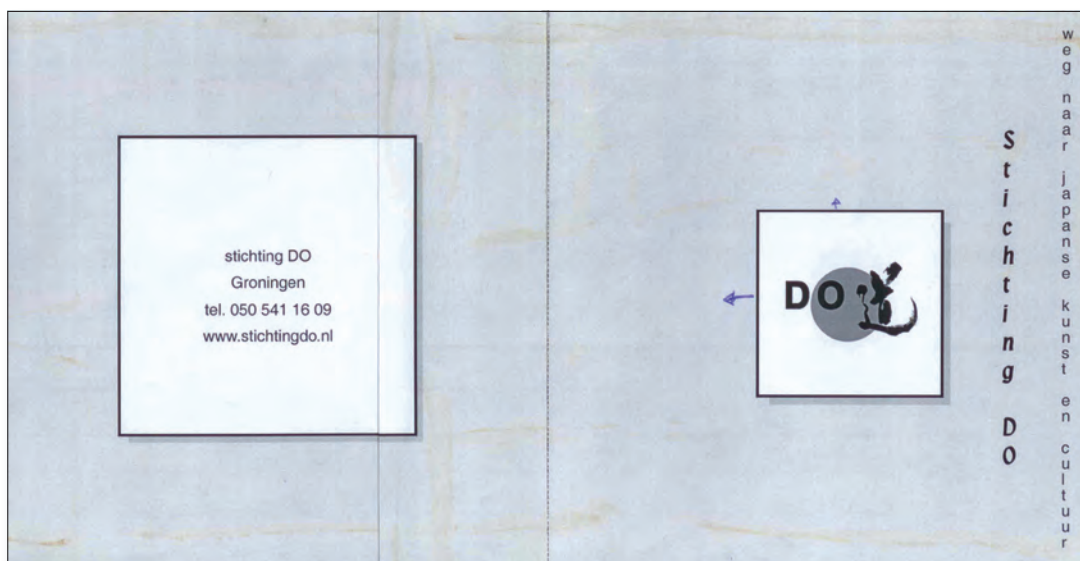 stichting DO
Groningen
tel. 050 541 16 09
www.stichtingdo.nl
DO
Stichting DO
weg naar japanse kunst en cultuur